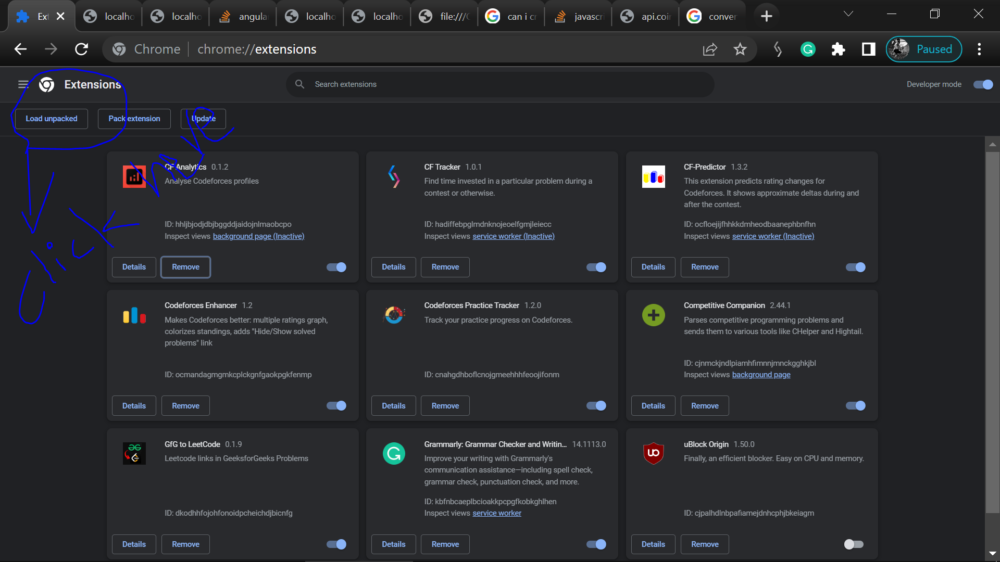 Ext
localho
localho
angula
localho
localho
file:///C
can i cr
javascri
api.coin
conver
Chrome
chrome://extensions
Paused
Extensions
Search extensions
Developer mode
Load unpacked
Pack extension
Update
Click here
CF Analytics 0.1.2
Analyse Codeforces profiles
ID: hhljbjodjdbjbggddjaidojnlmaobcpo
Inspect views background page (Inactive)
Details
Remove
CF Tracker 1.0.1
Find time invested in a particular problem during a
contest or otherwise.
ID: hadiffebpglmdnknojeoelfgmjleiecc
Inspect views service worker (Inactive)
Details
Remove
CF-Predictor 1.3.2
This extension predicts rating changes for
Codeforces. It shows approximate deltas during and
after the contest.
ID: ocfloejijfhhkkdmheodbaanephbnfhn
Inspect views service worker (Inactive)
Details
Remove
Codeforces Enhancer 1.2
Makes Codeforces better: multiple ratings graph,
colorizes standings, adds "Hide/Show solved
problems" link
ID: ocmandagmgmkcplckgnfgaokpgkfenmp
Details
Remove
Codeforces Practice Tracker 1.2.0
Track your practice progress on Codeforces.
ID: cnahgdhboflcnojgmeehhhfeoojifonm
Details
Remove
Competitive Companion 2.44.1
Parses competitive programming problems and
sends them to various tools like CHelper and Hightail.
ID: cjnmckjndlpiamhfimnnjmnckgghkjbl
Inspect views background page
Details
Remove
GfG to LeetCode 0.1.9
Leetcode links in GeeksforGeeks Problems
ID: dkodhhfojohfonoidpcheichdjbicnfg
Details
Remove
Grammarly: Grammar Checker and Writin... 14.1113.0
Improve your writing with Grammarly's
communication assistance—including spell check,
grammar check, punctuation check, and more.
ID: kbfnbcaeplbcioakkpcpgfkobkghlhen
Inspect views service worker
Details
Remove
uBlock Origin 1.50.0
Finally, an efficient blocker. Easy on CPU and memory.
ID: cjpalhdlnbpafiamejdnhcphjbkeiagm
Details
Remove